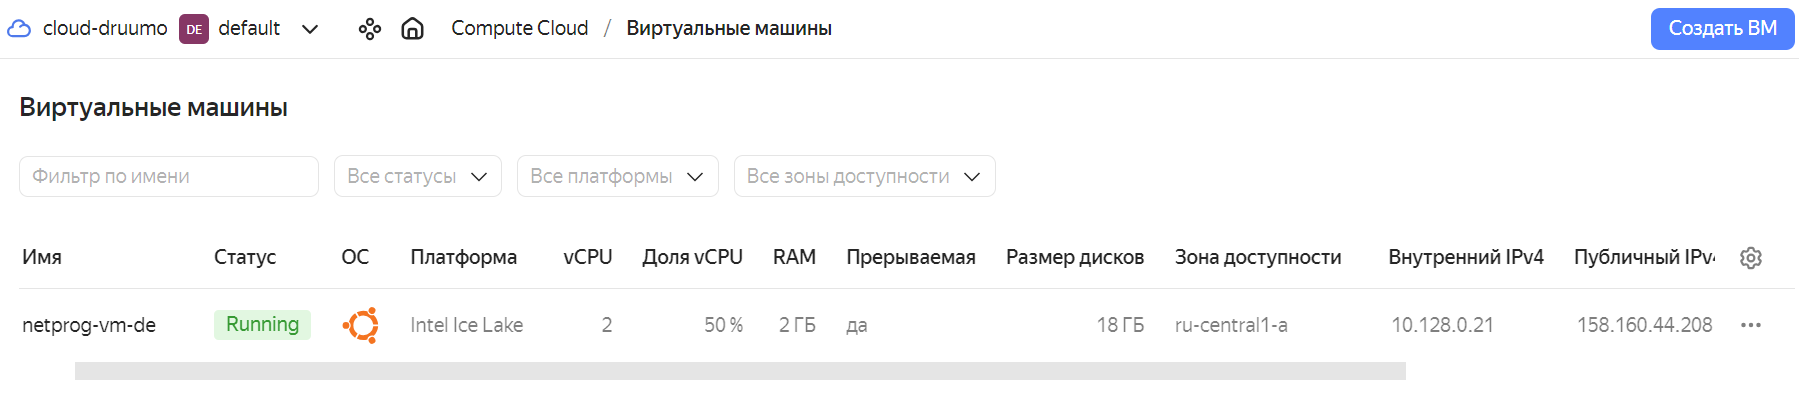 cloud-druumo DE default Compute Cloud / Виртуальные машины Создать ВМ
Виртуальные машины
Фильтр по имени Все статусы Все платформы Все зоны доступности
Имя Статус ОС Платформа vCPU Доля vCPU RAM Прерываемая Размер дисков Зона доступности Внутренний IPv4 Публичный IPv4
netprog-vm-de Running Intel Ice Lake 2 50 % 2 ГБ да 18 ГБ ru-central1-a 10.128.0.21 158.160.44.208